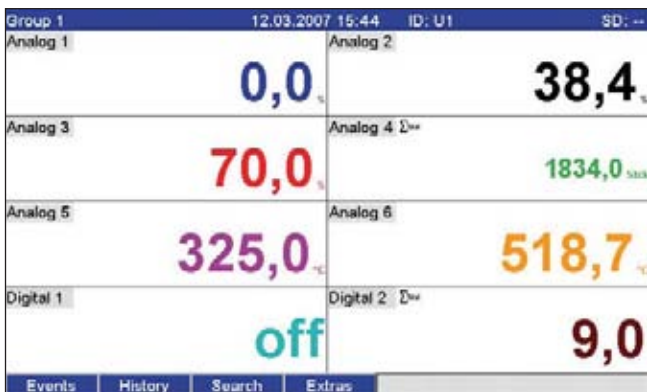 Group 1 12.03.2007 15:44 ID: U1 SD: --
Analog 1 Analog 2
0,0 % 38,4 %
Analog 3 Analog 4 Σ
70,0 % 1834,0
Analog 5 Analog 6
325,0 °C 518,7 °C
Digital 1 Digital 2 Σ
off 9,0
Events History Search Extras